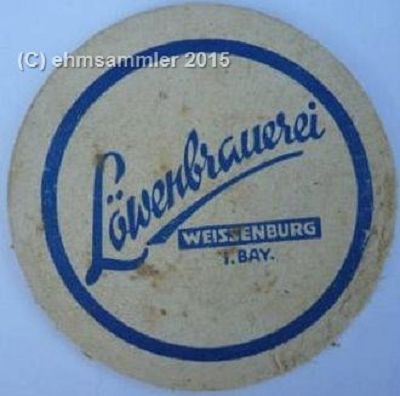 (C) ehmsammler 2015
Löwenbrauerei
WEISSENBURG
I. BAY.